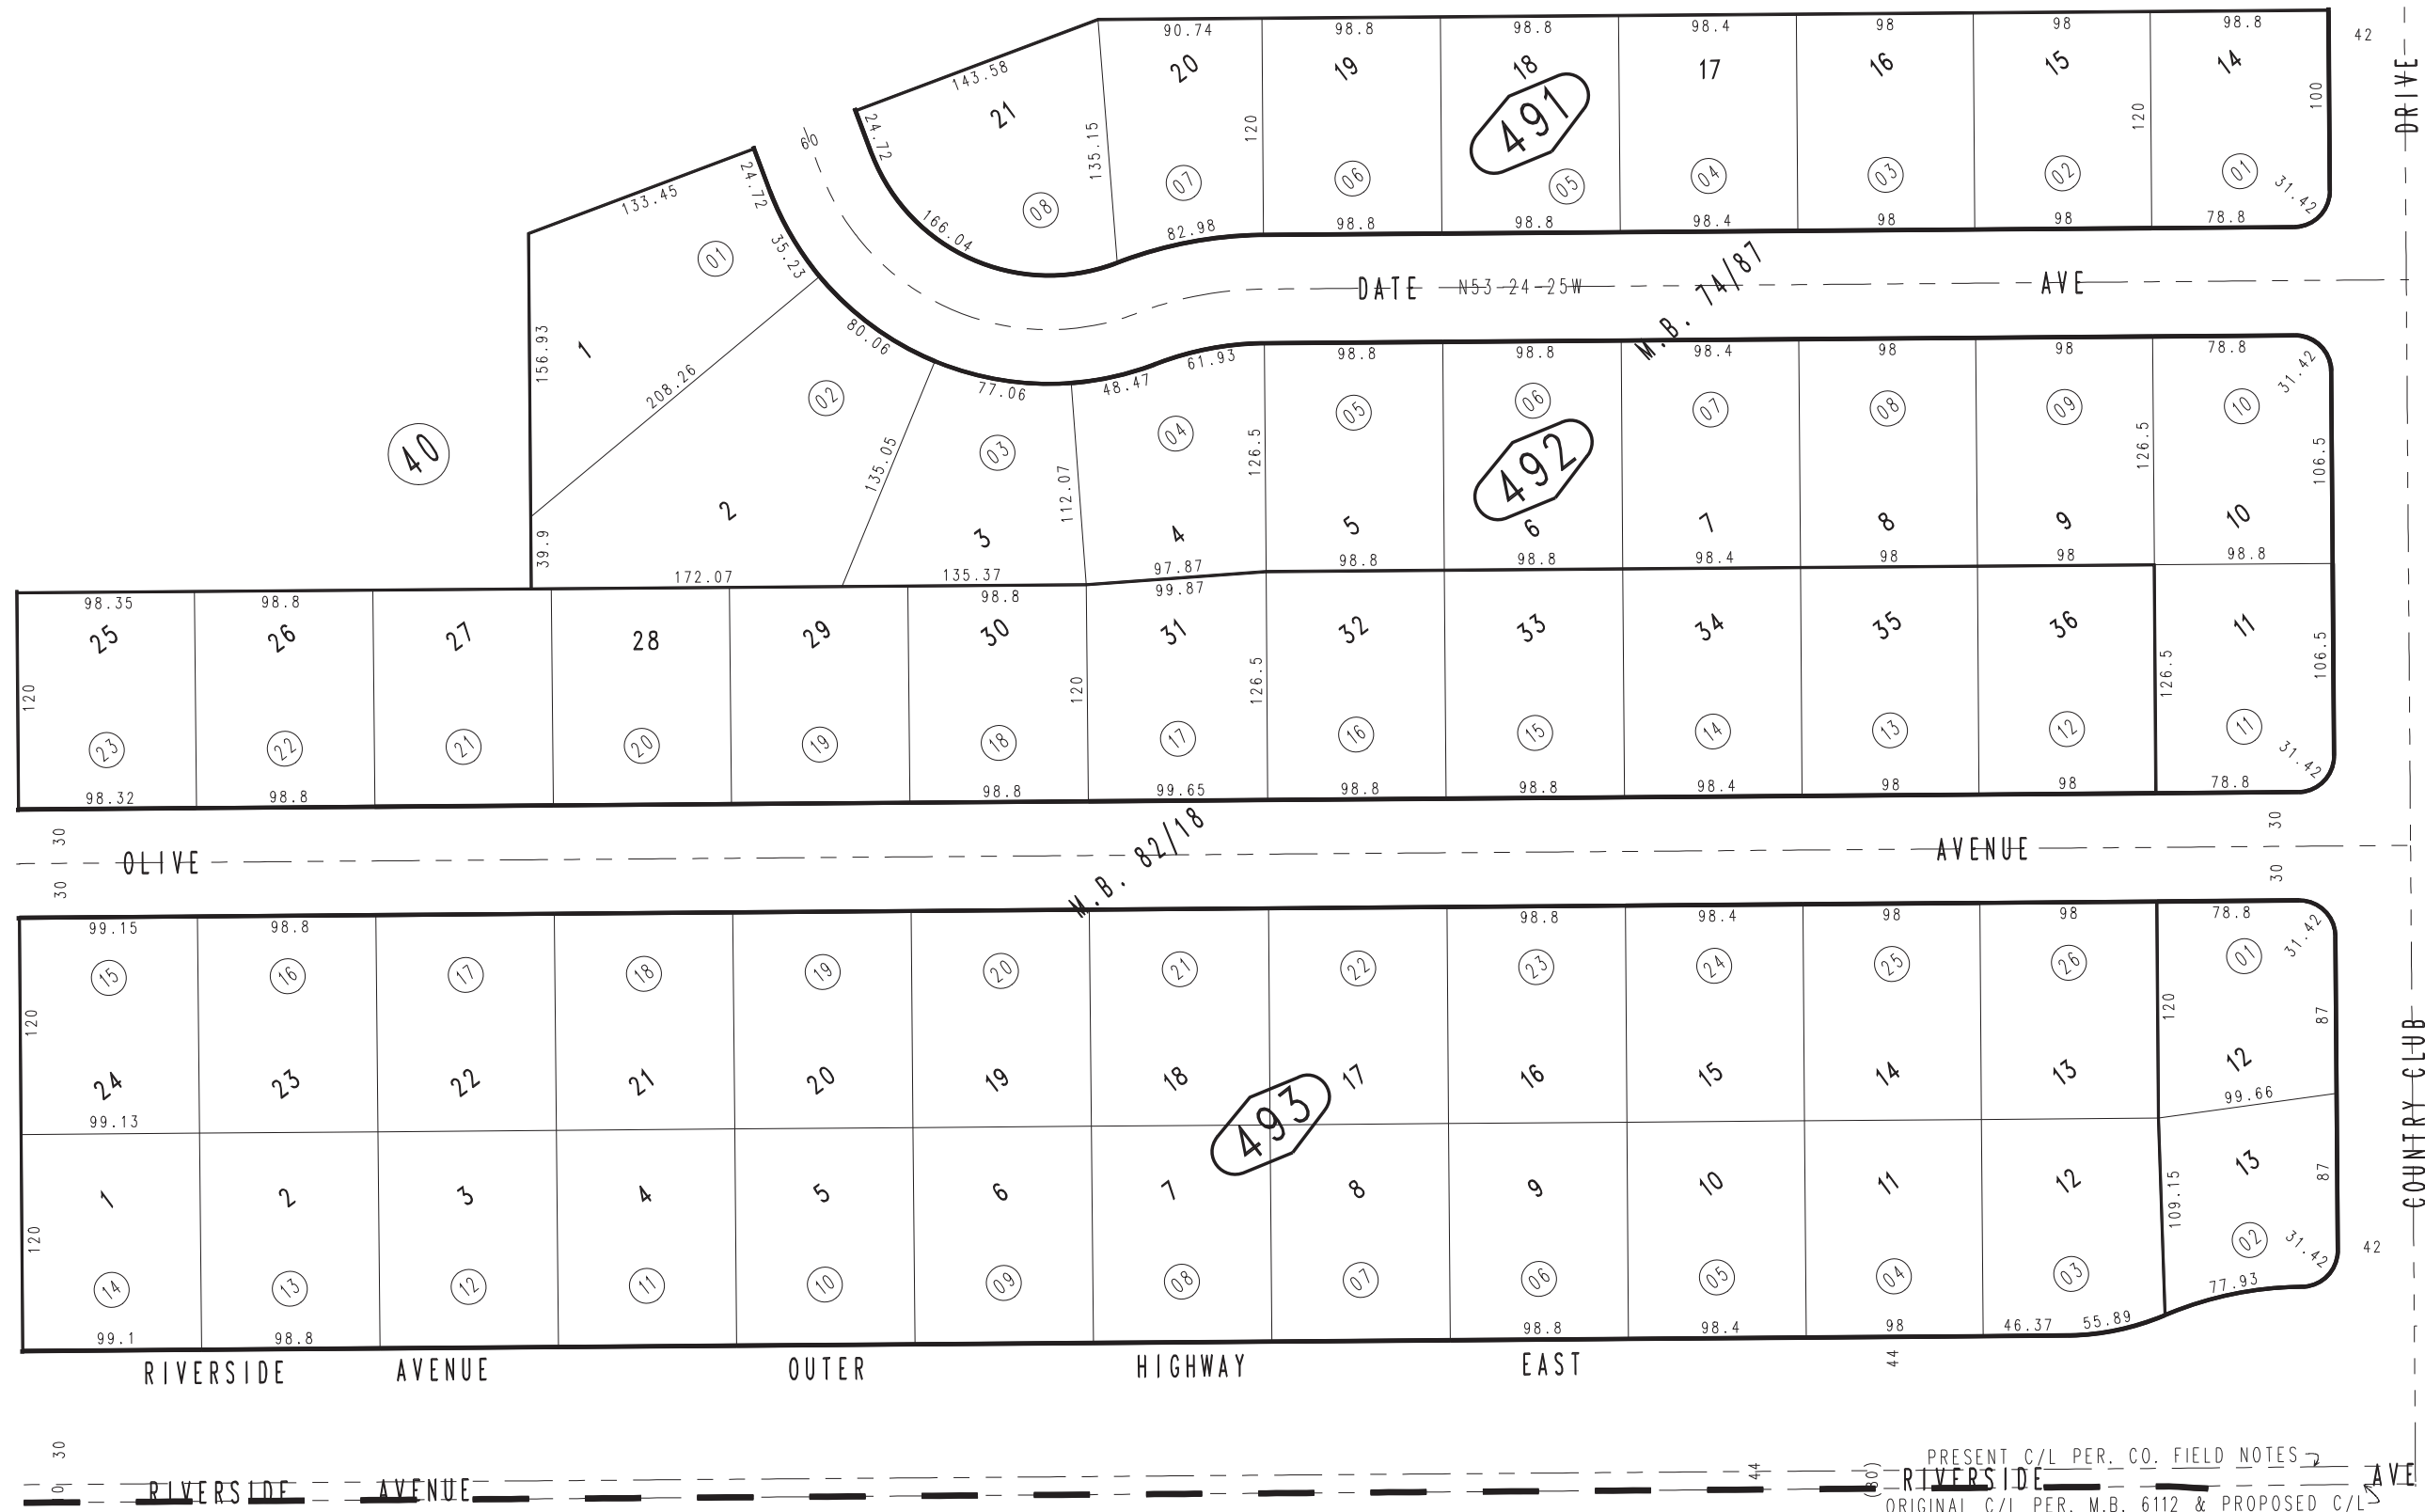 90.74 98.8 98.8 98.4 98 98 98.8 42
143.58 21 20 19 18 17 16 15 14
24.72 135.15 120 491 120 100 DRIVE
60
133.45 24.72 166.04 08 07 06 05 04 03 02 01 31.42
82.98 98.8 98.8 98.4 98 98 78.8
01 35.23
DATE N53-24-25W M.B. 74/87 AVE
156.93 1 208.26 80.06 77.06 48.47 61.93 98.8 98.8 98.4 98 98 78.8 31.42
02 03 04 05 06 07 08 09 10
40 135.05 112.07 126.5 492 126.5 106.5
2 3 4 5 6 7 8 9 10
39.9 172.07 135.37 97.87 98.8 98.8 98.4 98 98 98.8
98.35 98.8 98.8 99.87
25 26 27 28 29 30 31 32 33 34 35 36 11
120 120 126.5 126.5 106.5
23 22 21 20 19 18 17 16 15 14 13 12 11 31.42
98.32 98.8 98.8 99.65 98.8 98.8 98.4 98 98 78.8
30 30
OLIVE M.B. 82/18 AVENUE
30 30
99.15 98.8 98.8 98.4 98 98 78.8 31.42
15 16 17 18 19 20 21 22 23 24 25 26 01
120 120 87
24 23 22 21 20 19 18 17 16 15 14 13 12
99.13 493 99.66
COUNTRY CLUB
1 2 3 4 5 6 7 8 9 10 11 12 13
120 109.15 87
14 13 12 11 10 09 08 07 06 05 04 03 02 31.42 42
99.1 98.8 98.8 98.4 98 46.37 55.89 77.93
RIVERSIDE AVENUE OUTER HIGHWAY EAST 44
30 44 (80)
PRESENT C/L PER. CO. FIELD NOTES
RIVERSIDE AVENUE RIVERSIDE AVE
ORIGINAL C/L PER. M.B. 6112 & PROPOSED C/L